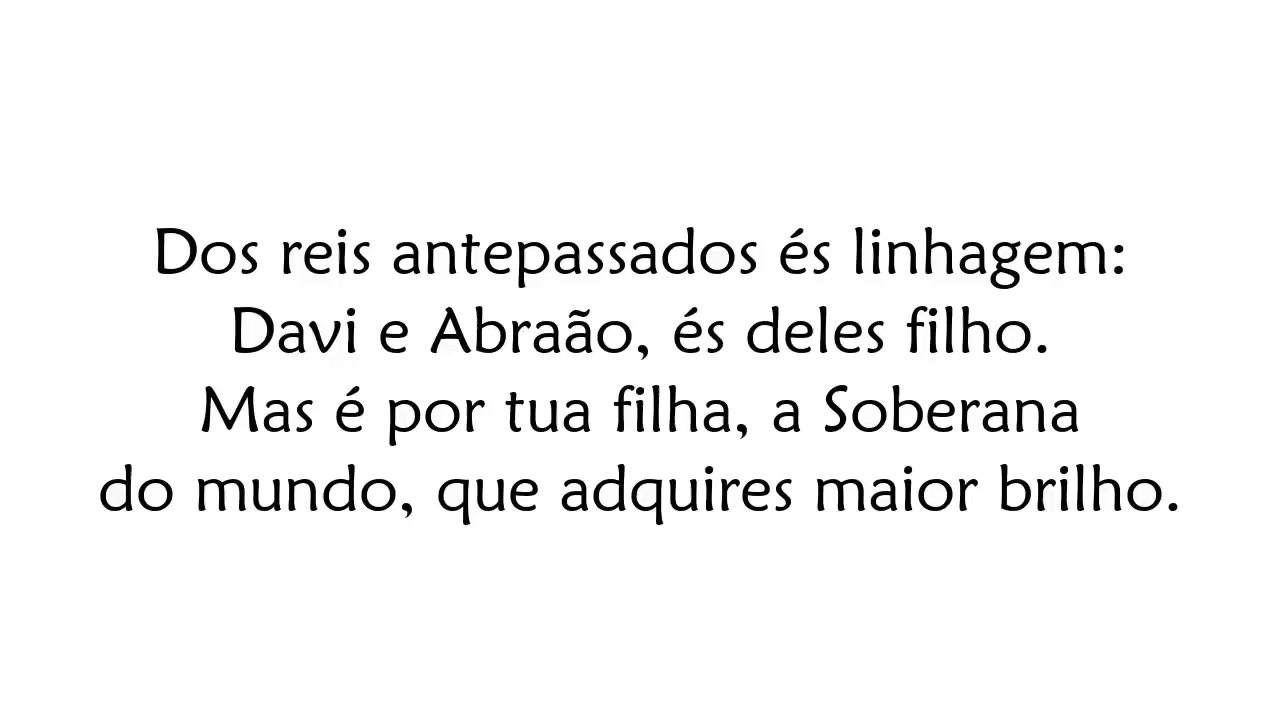 Dos reis antepassados és linhagem:
Davi e Abraão, és deles filho.
Mas é por tua filha, a Soberana
do mundo, que adquires maior brilho.